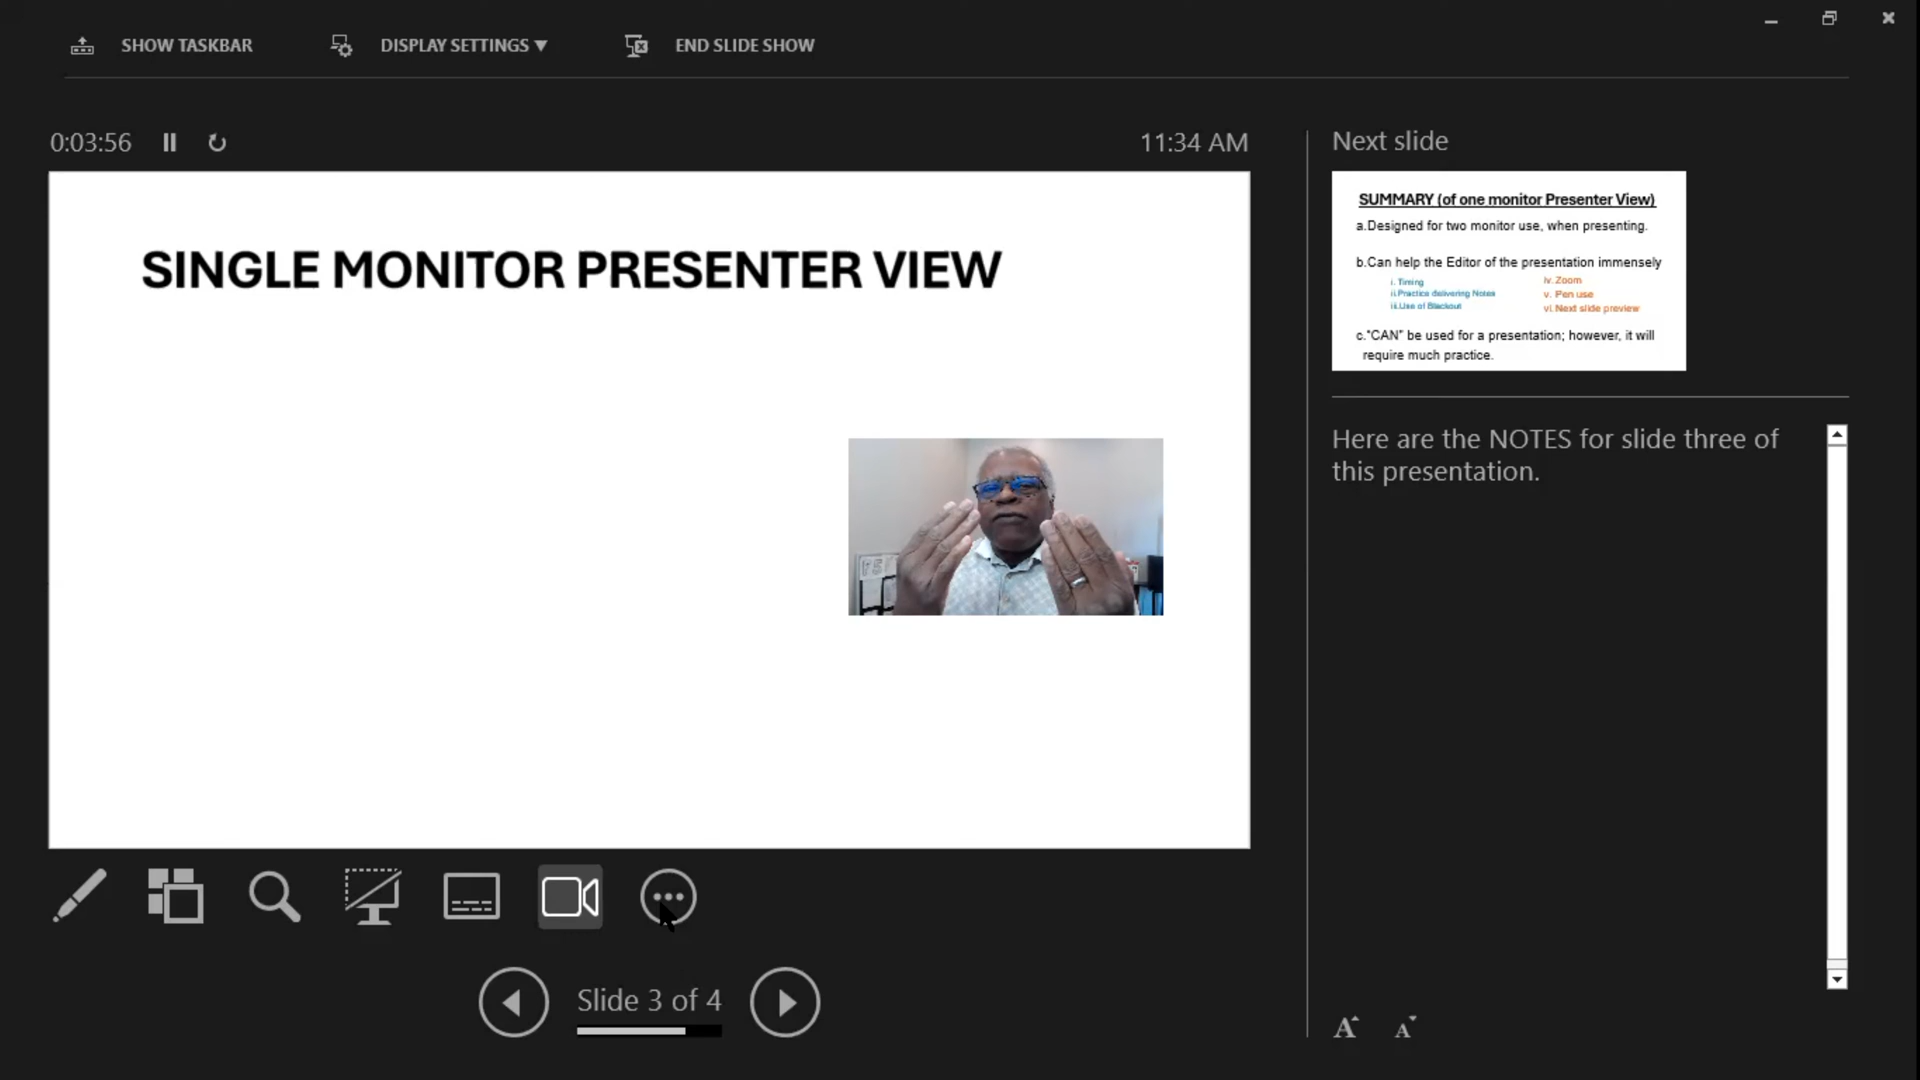 SHOW TASKBAR
DISPLAY SETTINGS ▼
END SLIDE SHOW
0:03:56
11:34 AM
SINGLE MONITOR PRESENTER VIEW
Slide 3 of 4
Next slide
SUMMARY (of one monitor Presenter View)
a.Designed for two monitor use, when presenting.
b.Can help the Editor of the presentation immensely
i. Timing
ii.Practice delivering Notes
iii.Use of Blackout
iv. Zoom
v. Pen use
vi. Next slide preview
c."CAN" be used for a presentation; however, it will
require much practice.
Here are the NOTES for slide three of
this presentation.
A A